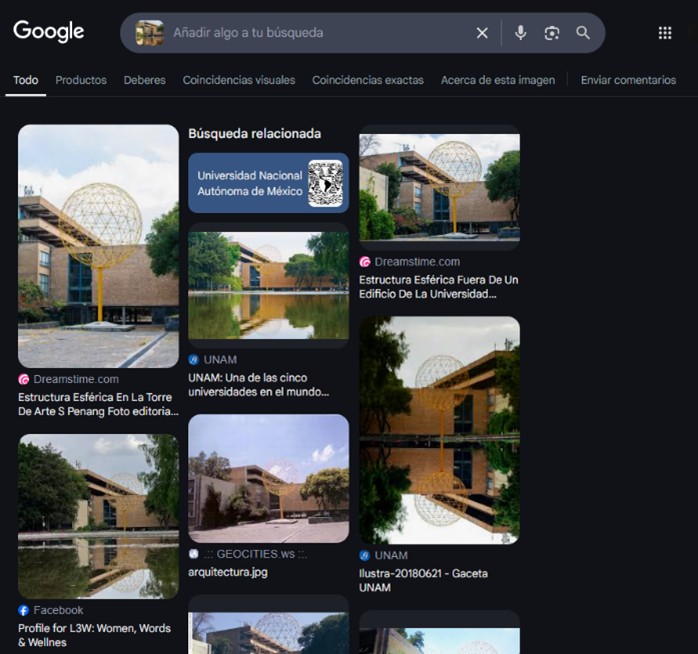 Google
Añadir algo a tu búsqueda
Todo
Productos
Deberes
Coincidencias visuales
Coincidencias exactas
Acerca de esta imagen
Enviar comentarios
Dreamstime.com
Estructura Esférica En La Torre
De Arte S Penang Foto editoria...
Facebook
Profile for L3W: Women, Words
& Wellnes
Búsqueda relacionada
Universidad Nacional
Autónoma de México
UNAM
UNAM: Una de las cinco
universidades en el mundo...
.:: GEOCITIES.ws ::.
arquitectura.jpg
Dreamstime.com
Estructura Esférica Fuera De Un
Edificio De La Universidad...
UNAM
Ilustra-20180621 - Gaceta
UNAM